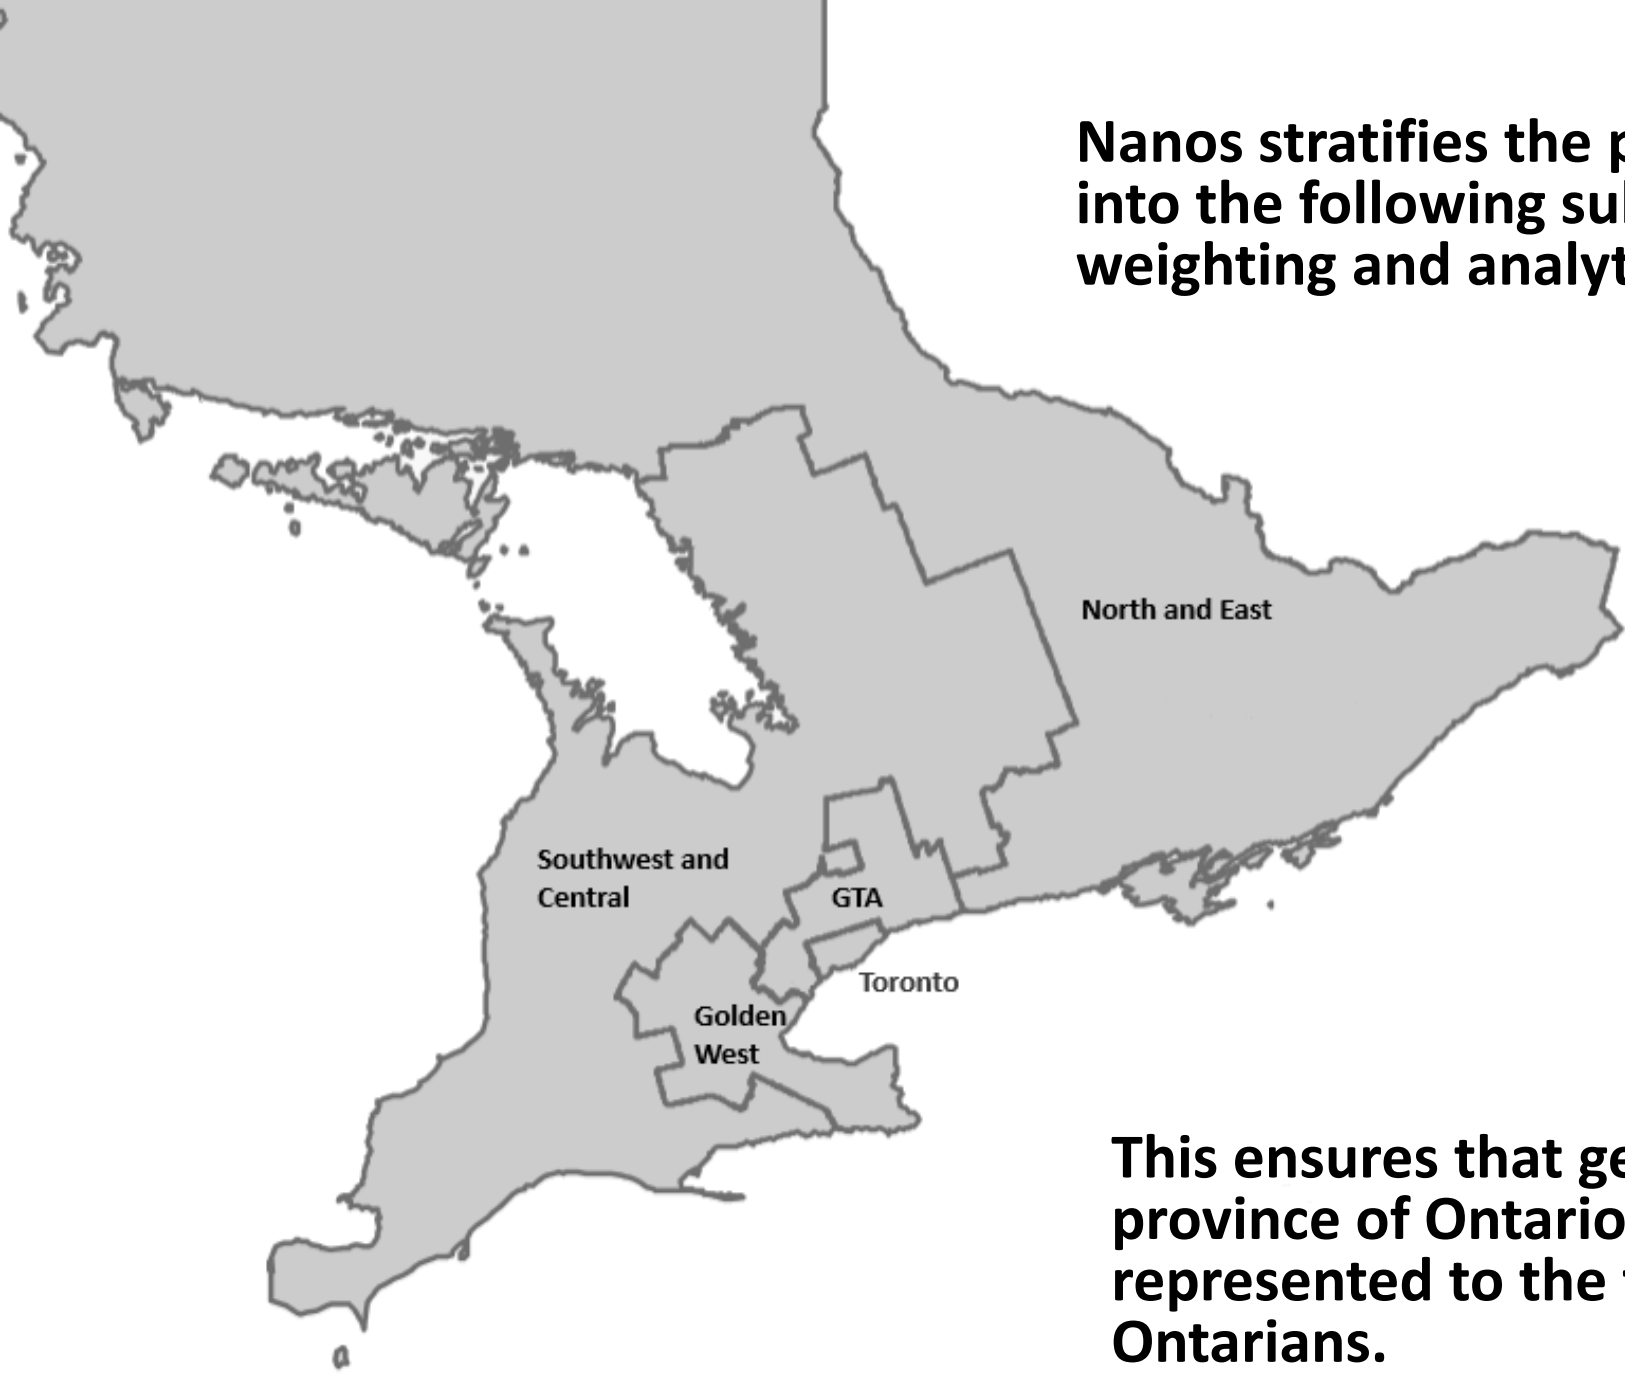 Nanos stratifies the
into the following
weighting and
North and East
Southwest and
Central
GTA
Toronto
Golden
West
This ensures that
province of Ontario
represented to the
Ontarians.